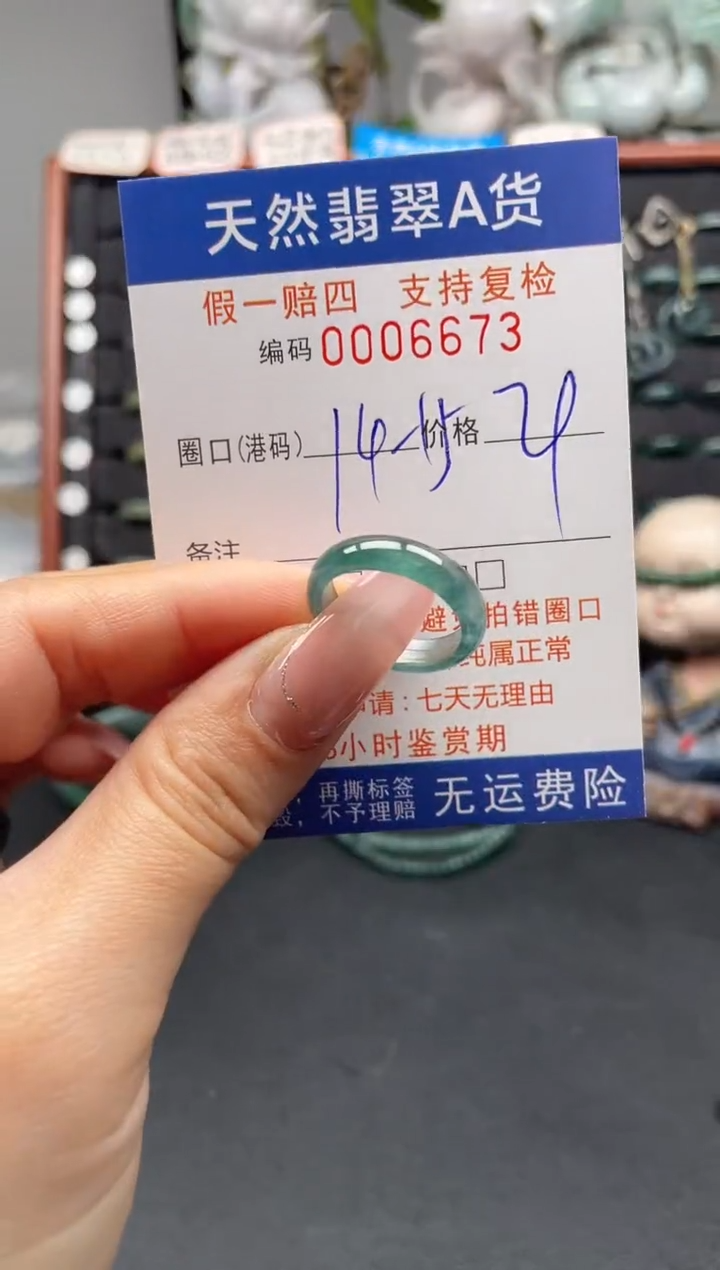 天然翡翠A货
假一赔四 支持复检
编码 0006673
圈口(港码) 14-15 价格
备注
拍错圈口
纯属正常
请:七天无理由
小时鉴赏期
再撕标签
不予理赔
无运费险